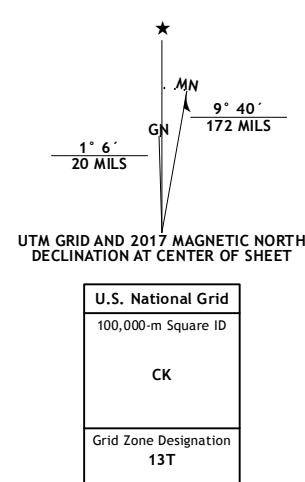 MN
GN
9° 40´
172 MILS
1° 6´
20 MILS
UTM GRID AND 2017 MAGNETIC NORTH
DECLINATION AT CENTER OF SHEET
U.S. National Grid
100,000-m Square ID
CK
Grid Zone Designation
13T